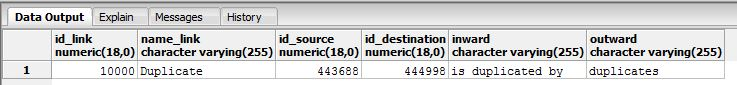 Data Output Explain Messages History
id_link name_link id_source id_destination inward outward
numeric(18,0) character varying(255) numeric(18,0) numeric(18,0) character varying(255) character varying(255)
1 10000 Duplicate 443688 444998 is duplicated by duplicates